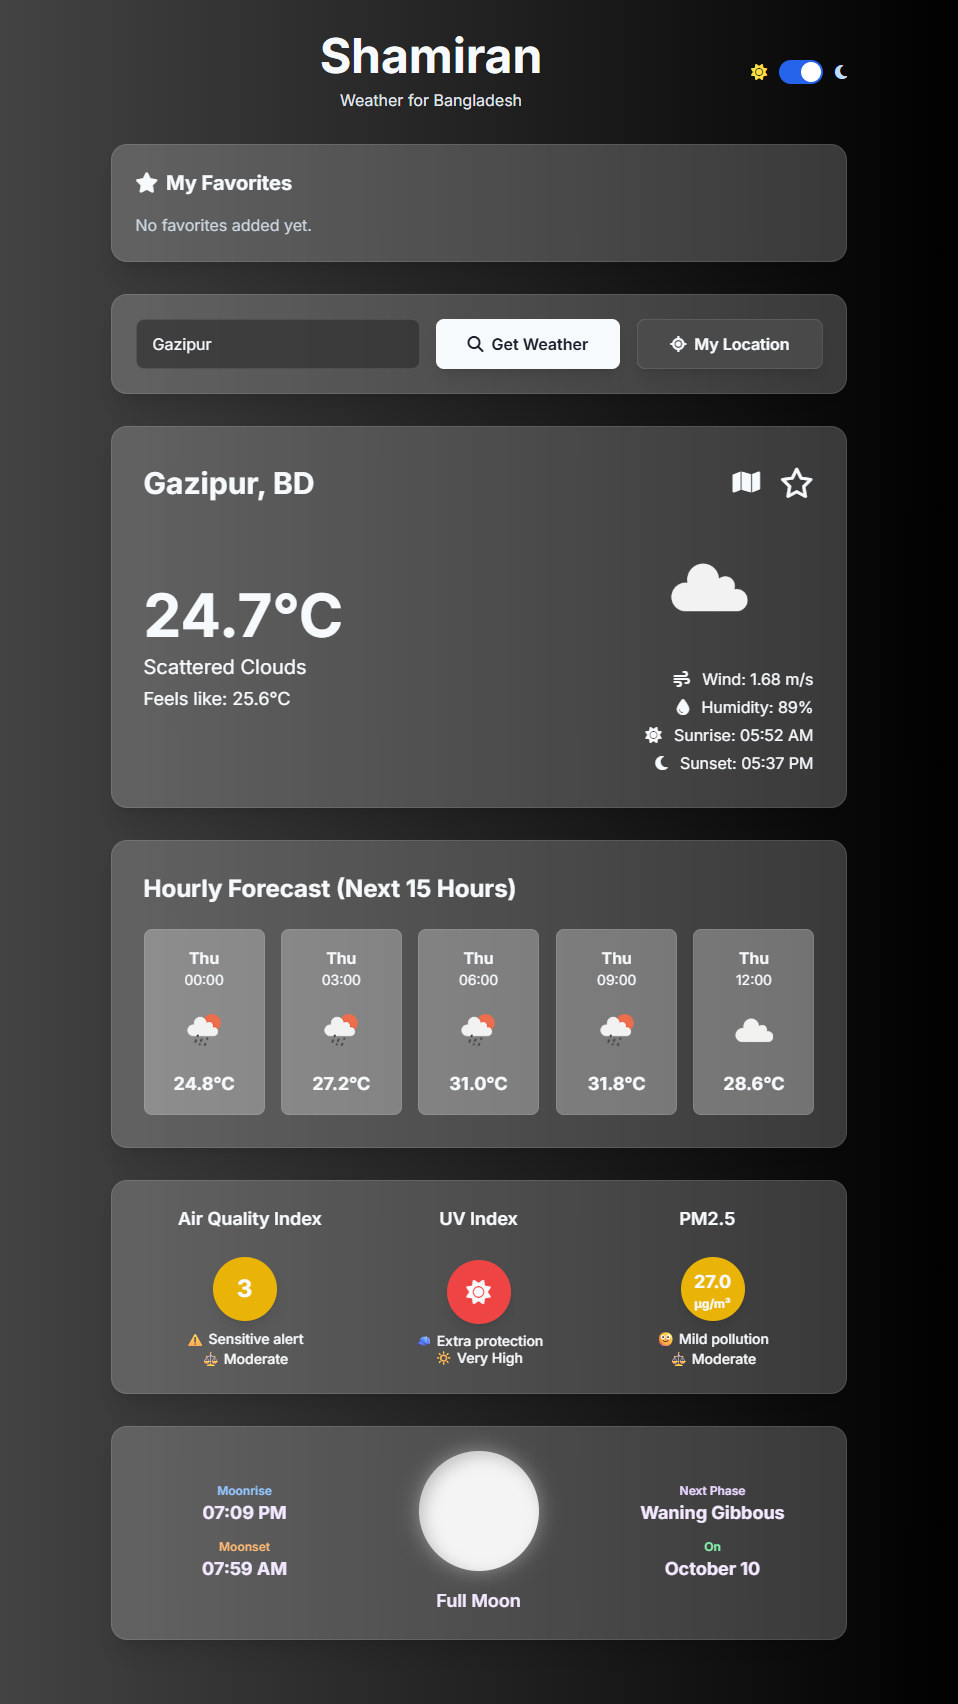 Shamiran
Weather for Bangladesh
My Favorites
No favorites added yet.
Gazipur
Get Weather
My Location
Gazipur, BD
24.7°C
Scattered Clouds
Feels like: 25.6°C
Wind: 1.68 m/s
Humidity: 89%
Sunrise: 05:52 AM
Sunset: 05:37 PM
Hourly Forecast (Next 15 Hours)
Thu
00:00
24.8°C
Thu
03:00
27.2°C
Thu
06:00
31.0°C
Thu
09:00
31.8°C
Thu
12:00
28.6°C
Air Quality Index
3
Sensitive alert
Moderate
UV Index
Extra protection
Very High
PM2.5
27.0
µg/m³
Mild pollution
Moderate
Moonrise
07:09 PM
Moonset
07:59 AM
Full Moon
Next Phase
Waning Gibbous
On
October 10